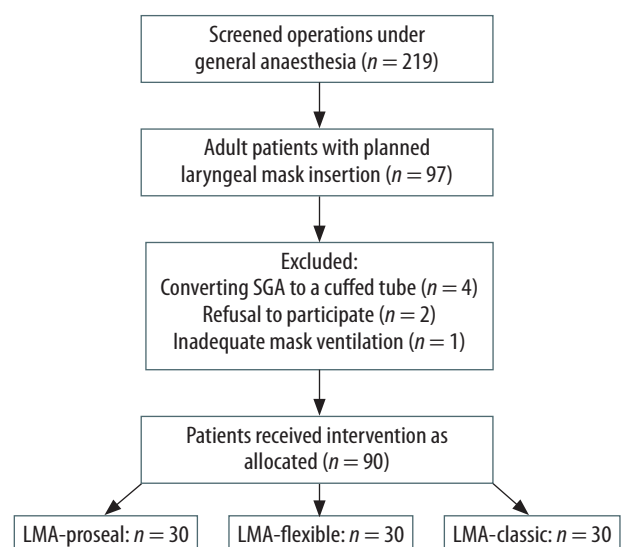 Screened operations under
general anaesthesia (n = 219)
Adult patients with planned
laryngeal mask insertion (n = 97)
Excluded:
Converting SGA to a cuffed tube (n = 4)
Refusal to participate (n = 2)
Inadequate mask ventilation (n = 1)
Patients received intervention as
allocated (n = 90)
LMA-proseal: n = 30
LMA-flexible: n = 30
LMA-classic: n = 30